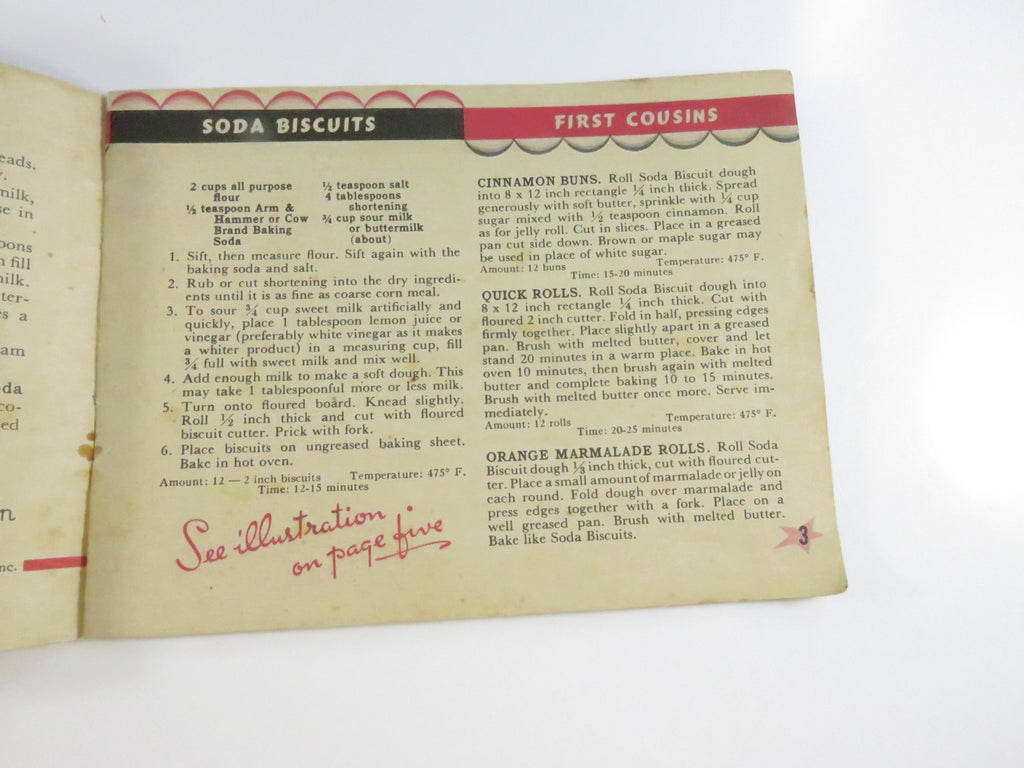 eads.
milk,
se in
oons
n fill
ilk.
ter-
s a
am
da
co-
ed
n
nc.
SODA BISCUITS
2 cups all purpose
flour
½ teaspoon Arm &
Hammer or Cow
Brand Baking
Soda
½ teaspoon salt
4 tablespoons
shortening
¾ cup sour milk
or buttermilk
(about)
1. Sift, then measure flour. Sift again with the
baking soda and salt.
2. Rub or cut shortening into the dry ingredi-
ents until it is as fine as coarse corn meal.
3. To sour ¾ cup sweet milk artificially and
quickly, place 1 tablespoon lemon juice or
vinegar (preferably white vinegar as it makes
a whiter product) in a measuring cup, fill
¾ full with sweet milk and mix well.
4. Add enough milk to make a soft dough. This
may take 1 tablespoonful more or less milk.
5. Turn onto floured board. Knead slightly.
Roll ½ inch thick and cut with floured
biscuit cutter. Prick with fork.
6. Place biscuits on ungreased baking sheet.
Bake in hot oven.
Amount: 12 — 2 inch biscuits Temperature: 475° F.
Time: 12-15 minutes
See illustration
on page five
FIRST COUSINS
CINNAMON BUNS. Roll Soda Biscuit dough
into 8 x 12 inch rectangle ¼ inch thick. Spread
generously with soft butter, sprinkle with ¼ cup
sugar mixed with ½ teaspoon cinnamon. Roll
as for jelly roll. Cut in slices. Place in a greased
pan cut side down. Brown or maple sugar may
be used in place of white sugar.
Amount: 12 buns Temperature: 475° F.
Time: 15-20 minutes
QUICK ROLLS. Roll Soda Biscuit dough into
8 x 12 inch rectangle ¼ inch thick. Cut with
floured 2 inch cutter. Fold in half, pressing edges
firmly together. Place slightly apart in a greased
pan. Brush with melted butter, cover and let
stand 20 minutes in a warm place. Bake in hot
oven 10 minutes, then brush again with melted
butter and complete baking 10 to 15 minutes.
Brush with melted butter once more. Serve im-
mediately.
Amount: 12 rolls Temperature: 475° F.
Time: 20-25 minutes
ORANGE MARMALADE ROLLS. Roll Soda
Biscuit dough ⅛ inch thick, cut with floured cut-
ter. Place a small amount of marmalade or jelly on
each round. Fold dough over marmalade and
press edges together with a fork. Place on a
well greased pan. Brush with melted butter.
Bake like Soda Biscuits.
3